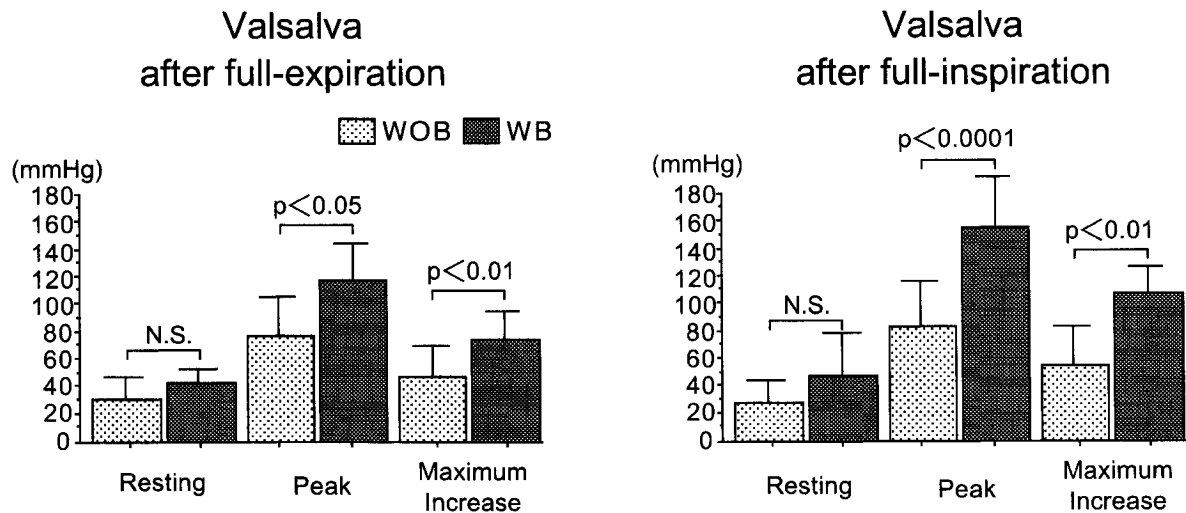 Valsalva
after full-expiration
WOB WB
(mmHg)
180
160
140
120
100
80
60
40
20
0
N.S.
p<0.05
p<0.01
Resting
Peak
Maximum
Increase
Valsalva
after full-inspiration
(mmHg)
180
160
140
120
100
80
60
40
20
0
N.S.
p<0.0001
p<0.01
Resting
Peak
Maximum
Increase